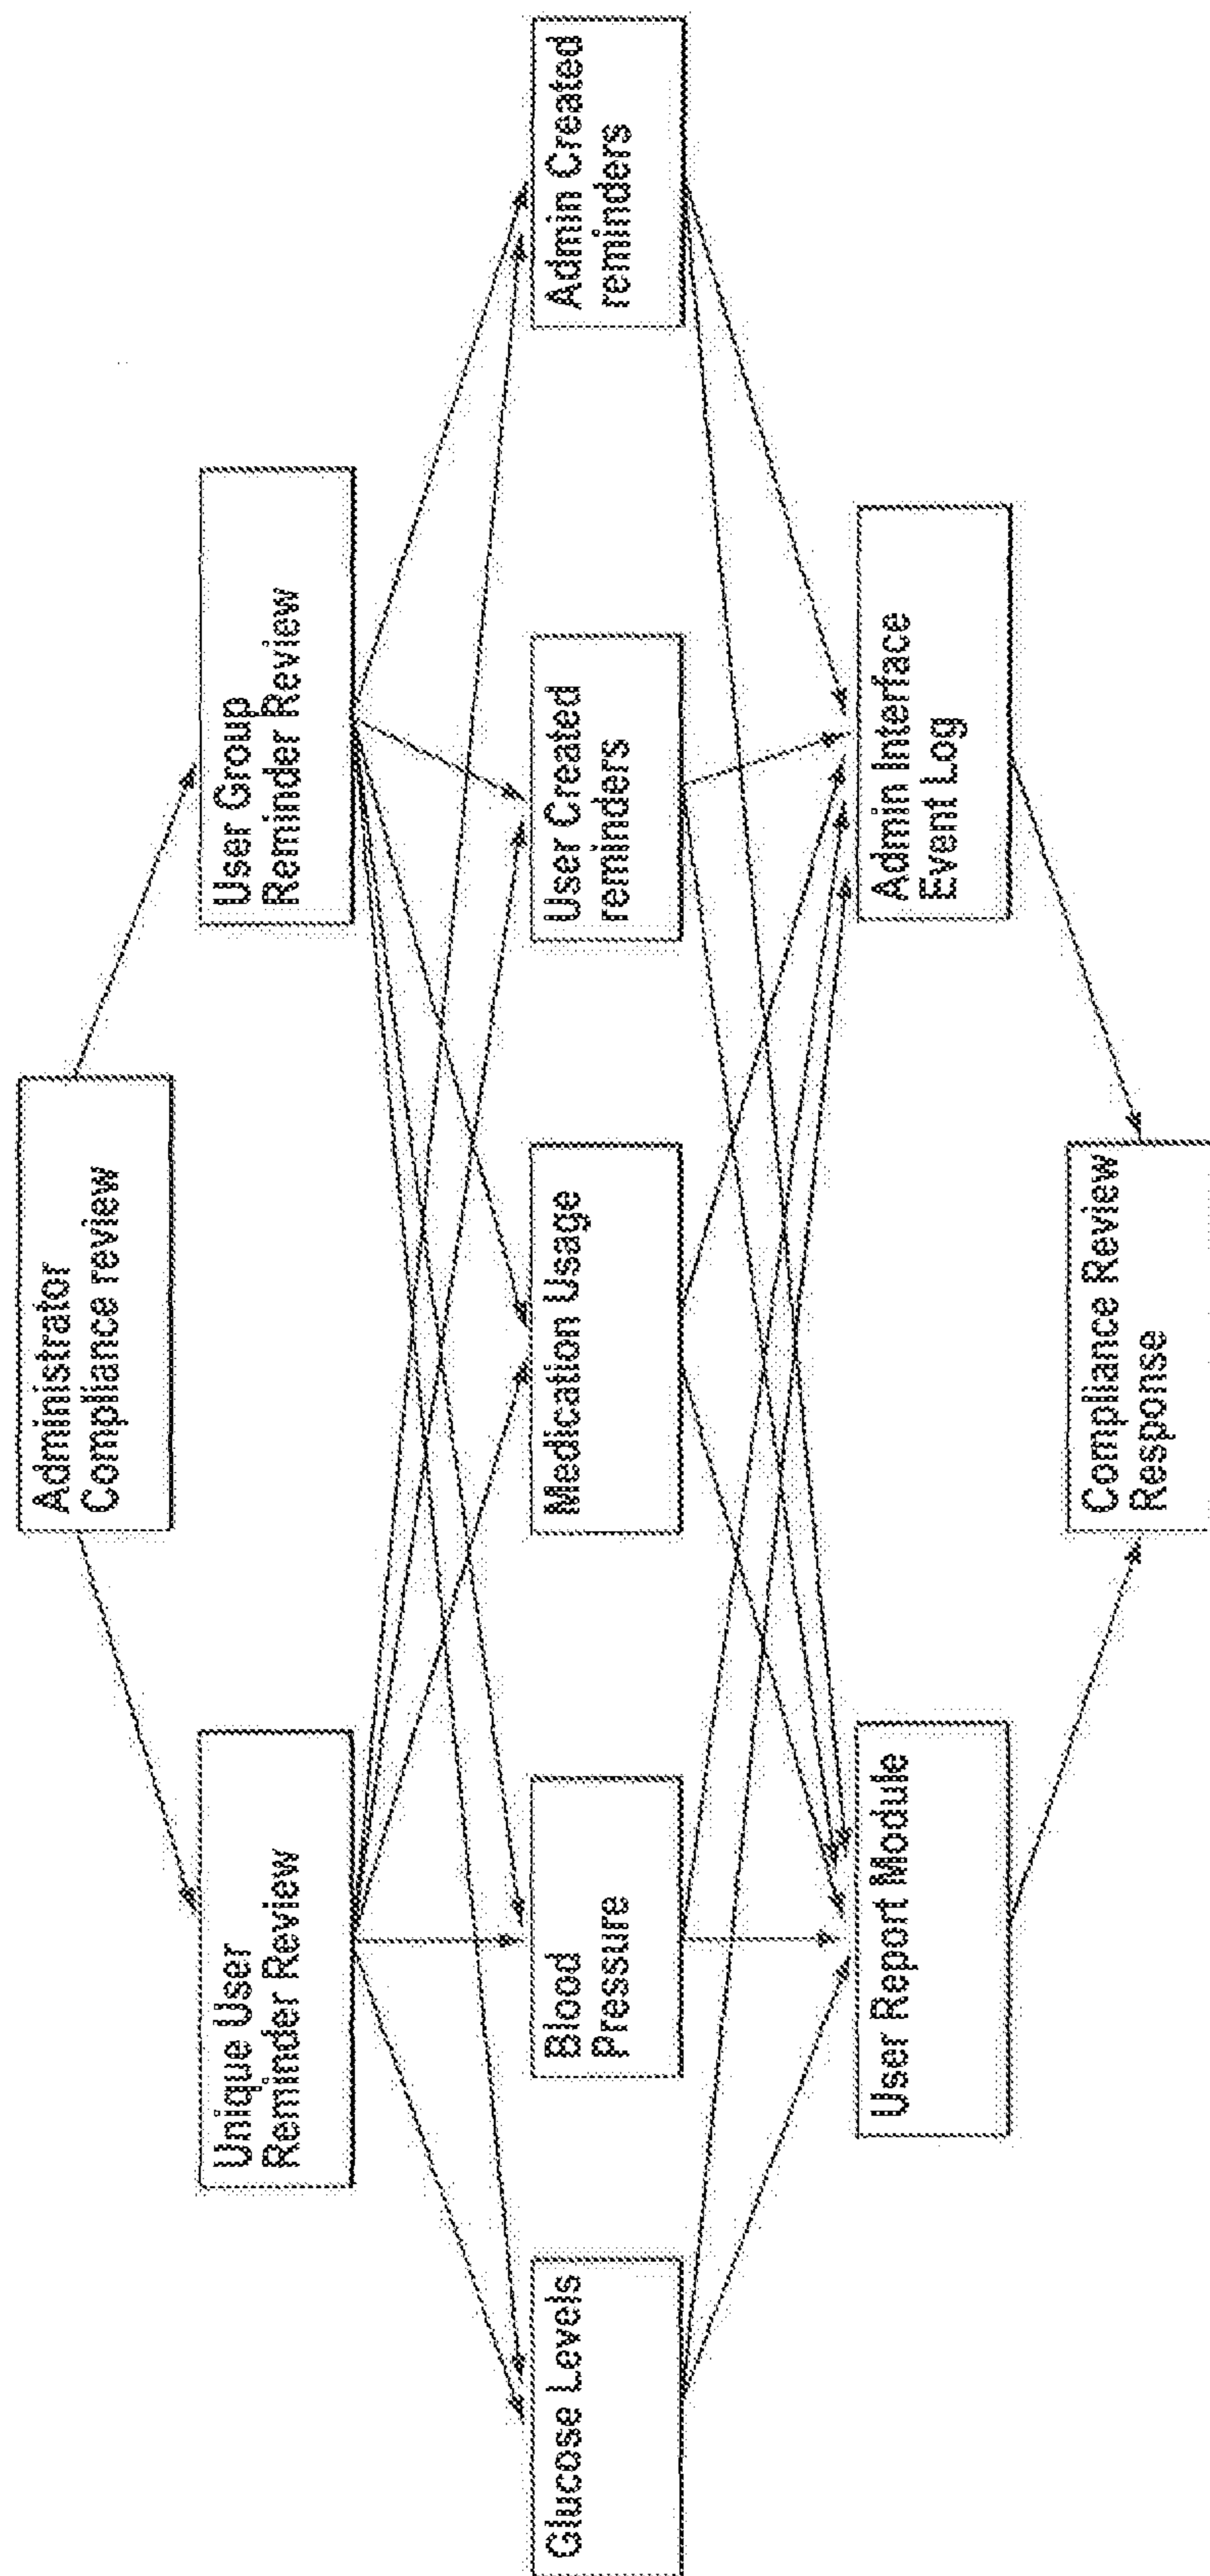 Administrator
Compliance review
Unique User
Reminder Review
User Group
Reminder Review
Glucose Levels
Blood
Pressure
Medication Usage
User Created
reminders
Admin Created
reminders
User Report Module
Admin Interface
Event Log
Compliance Review
Response